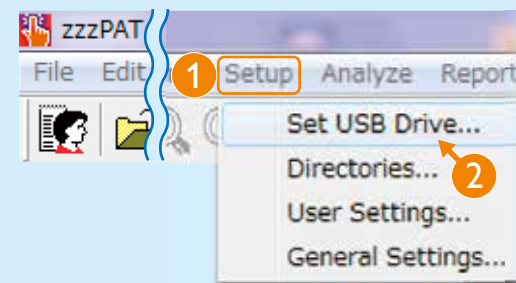 zzzPAT
File Edit 1 Setup Analyze Report
Set USB Drive...
2
Directories...
User Settings...
General Settings...